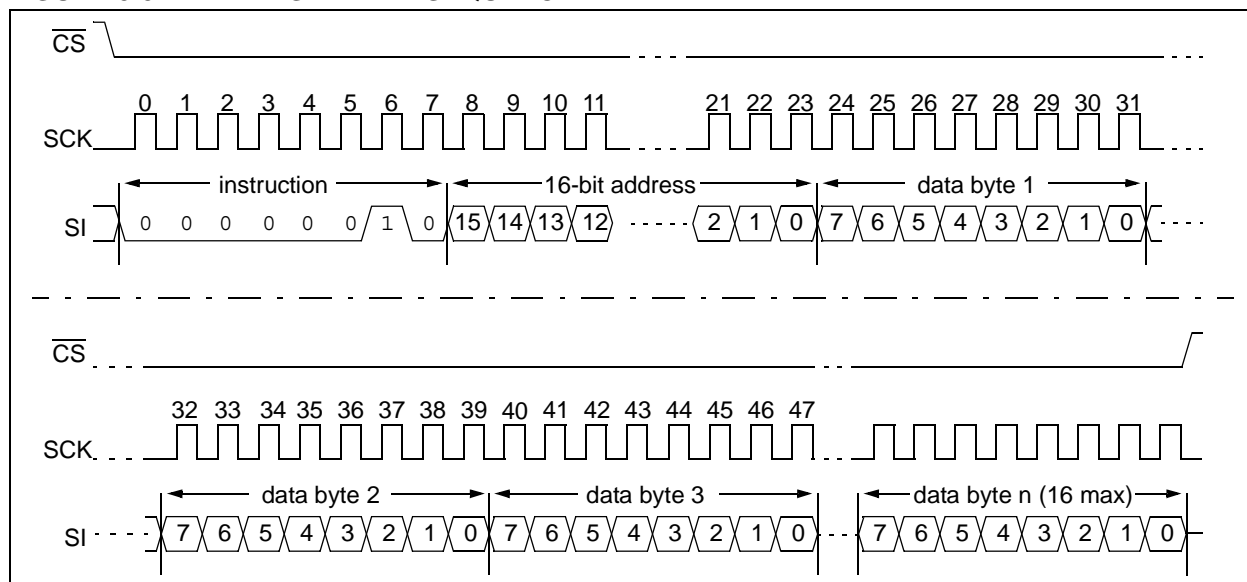 CS
0 1 2 3 4 5 6 7 8 9 10 11 21 22 23 24 25 26 27 28 29 30 31
SCK
instruction 16-bit address data byte 1
SI 0 0 0 0 0 0 1 0 15 14 13 12 2 1 0 7 6 5 4 3 2 1 0
CS
32 33 34 35 36 37 38 39 40 41 42 43 44 45 46 47
SCK
data byte 2 data byte 3 data byte n (16 max)
SI 7 6 5 4 3 2 1 0 7 6 5 4 3 2 1 0 7 6 5 4 3 2 1 0